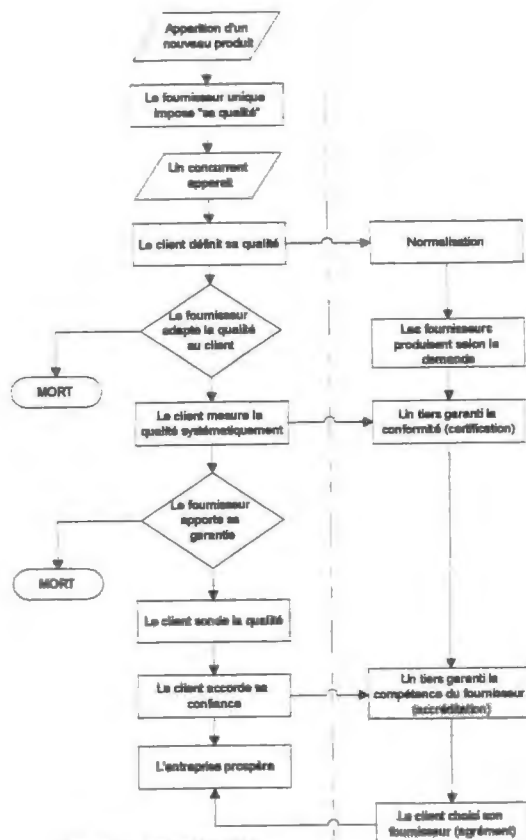 Apparition d'un
nouveau produit
Le fournisseur unique
impose "sa qualité"
Un concurrent
apparait
Le client définit sa qualité
Normalisation
Le fournisseur
adapte la qualité
au client
Les fournisseurs
produisent selon la
demande
MORT
Le client mesure la
qualité systématiquement
Un tiers garanti la
conformité (certification)
Le fournisseur
apporte sa
garantie
MORT
Le client sonde la qualité
Le client accorde sa
confiance
Un tiers garanti la
compétence du fournisseur
(accréditation)
L'entreprise prospère
Le client choisi son
fournisseur (agrément)